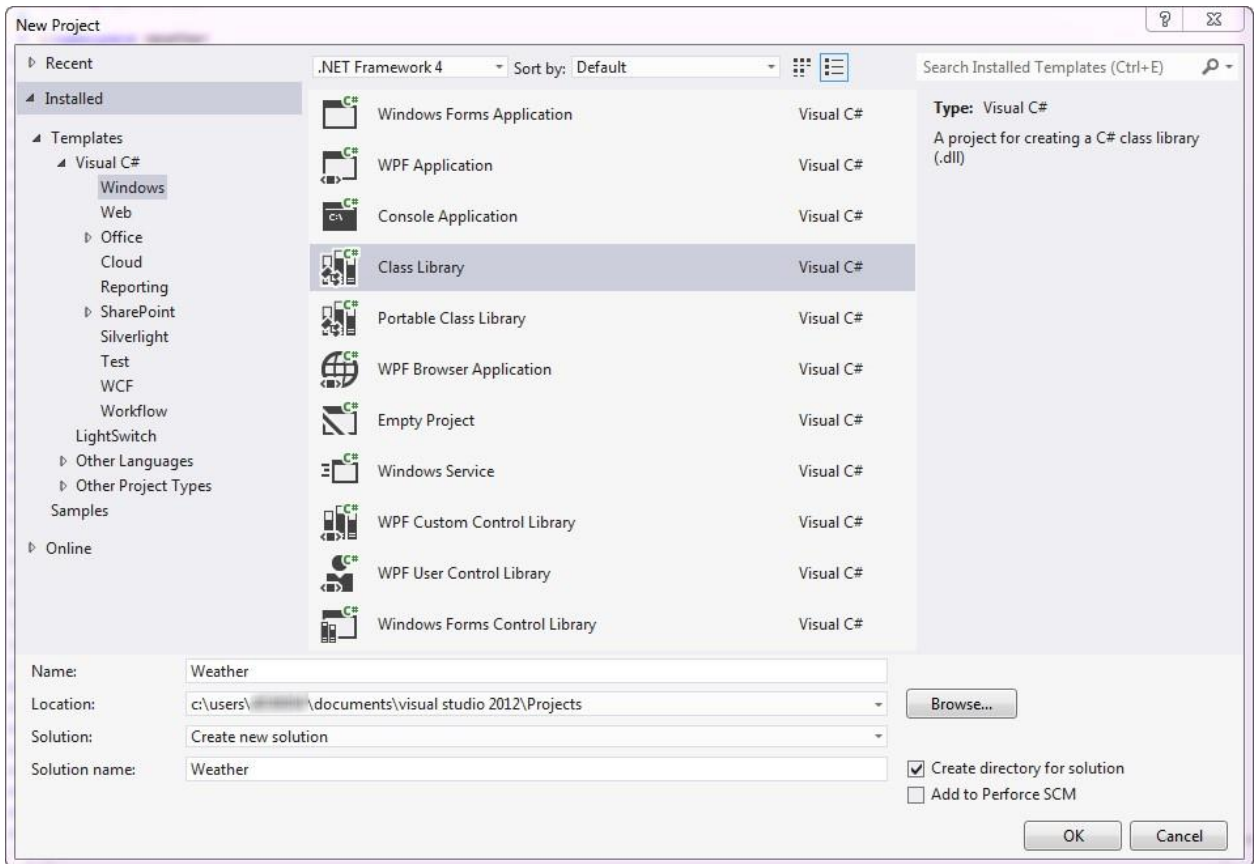 New Project
Recent
.NET Framework 4 Sort by: Default
Search Installed Templates (Ctrl+E)
Installed
Templates
Visual C#
Windows
Web
Office
Cloud
Reporting
SharePoint
Silverlight
Test
WCF
Workflow
LightSwitch
Other Languages
Other Project Types
Samples
Online
Windows Forms Application Visual C#
WPF Application Visual C#
Console Application Visual C#
Class Library Visual C#
Portable Class Library Visual C#
WPF Browser Application Visual C#
Empty Project Visual C#
Windows Service Visual C#
WPF Custom Control Library Visual C#
WPF User Control Library Visual C#
Windows Forms Control Library Visual C#
Type: Visual C#
A project for creating a C# class library
(.dll)
Name: Weather
Location: c:\users\ \documents\visual studio 2012\Projects
Browse...
Solution: Create new solution
Solution name: Weather
Create directory for solution
Add to Perforce SCM
OK Cancel